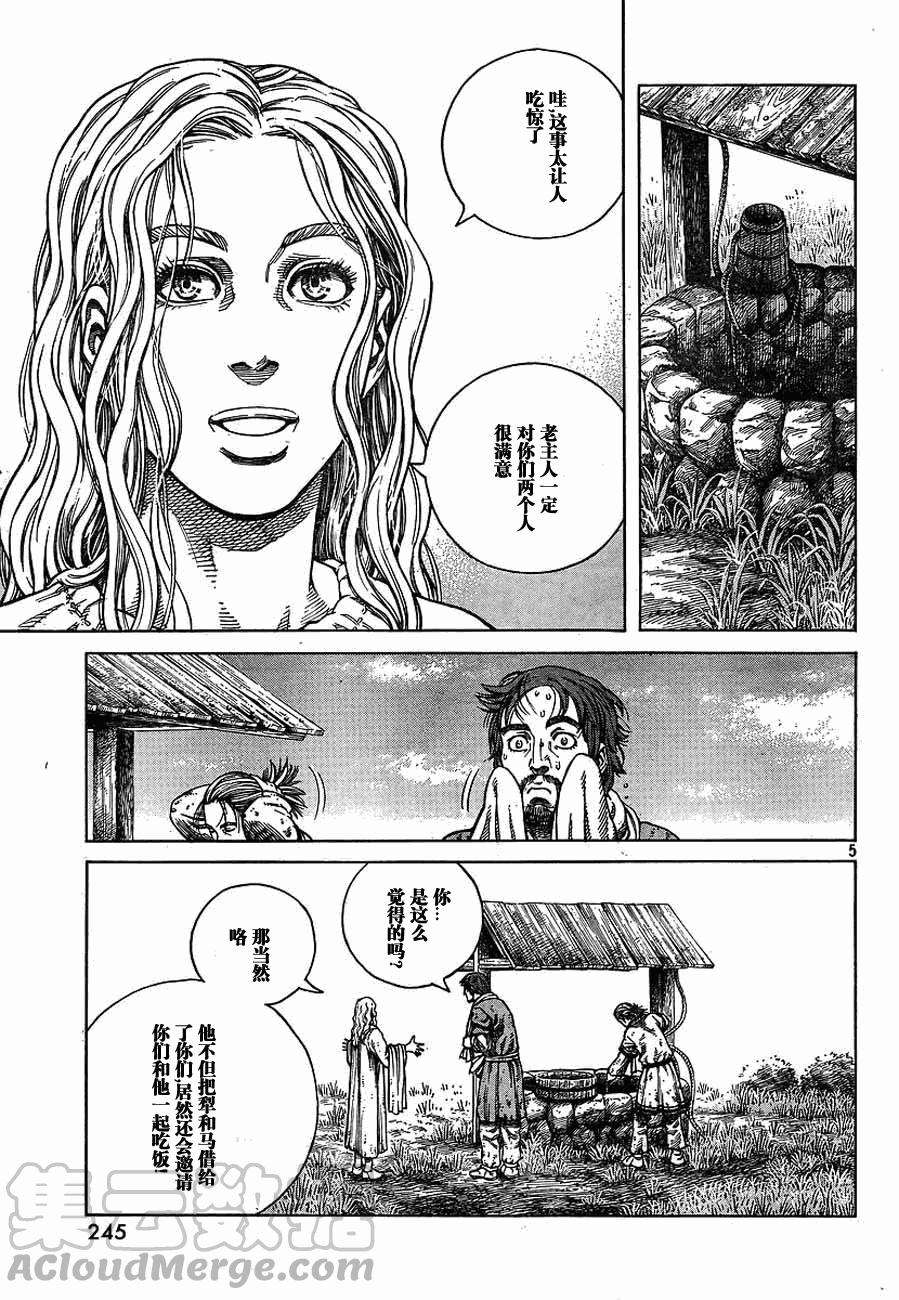 哇,这事太让人
吃惊了
老主人一定
对你们两个人
很满意
5
你…
是这么
觉得的吗?
那当然
咯
他不但把犁和马借给
了你们,居然还会邀请
你们和他一起吃饭!
245
集云数据
ACloudMerge.com